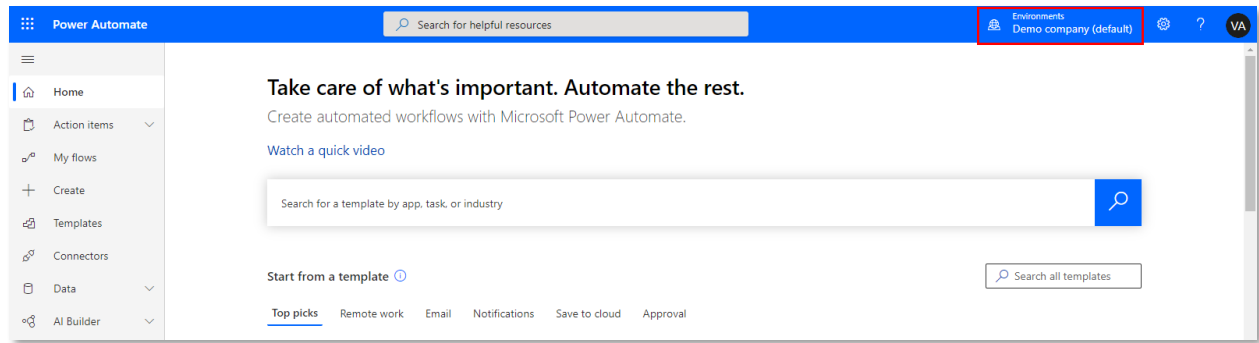 Power Automate
Search for helpful resources
Environments
Demo company (default)
?
VA
Home
Action items
My flows
Create
Templates
Connectors
Data
AI Builder
Take care of what's important. Automate the rest.
Create automated workflows with Microsoft Power Automate.
Watch a quick video
Search for a template by app, task, or industry
Start from a template
Search all templates
Top picks Remote work Email Notifications Save to cloud Approval